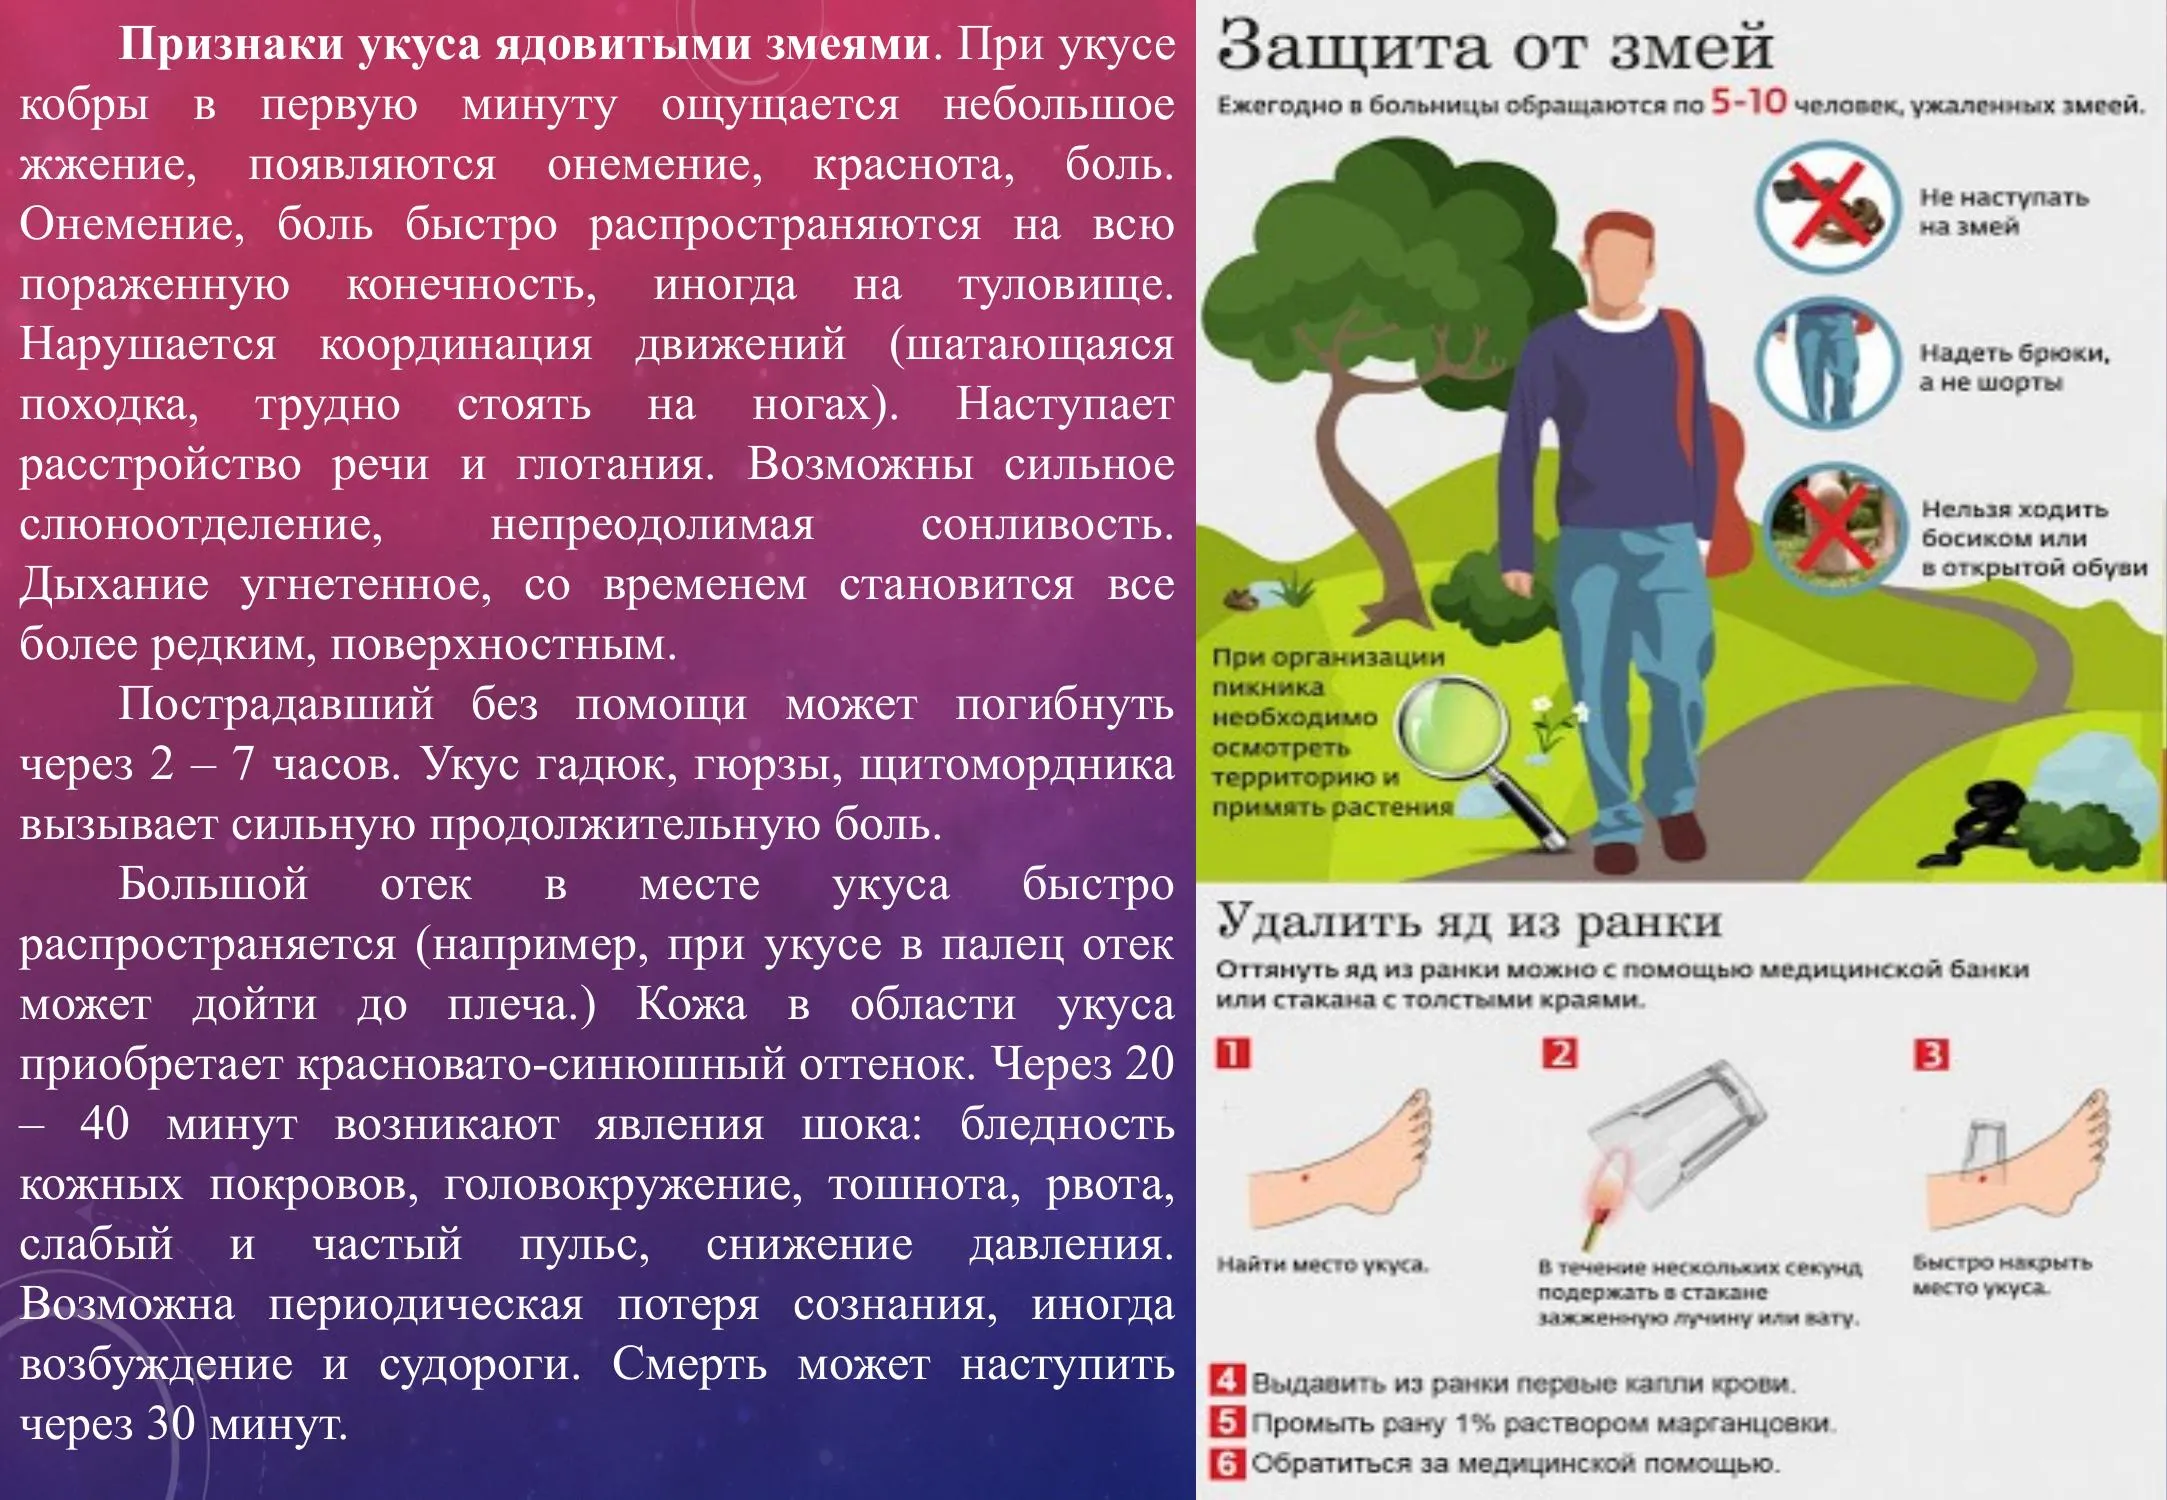 Признаки укуса ядовитыми змеями. При укусе
кобры в первую минуту ощущается небольшое
жжение, появляются онемение, краснота, боль.
Онемение, боль быстро распространяются на всю
пораженную конечность, иногда на туловище.
Нарушается координация движений (шатающаяся
походка, трудно стоять на ногах). Наступает
расстройство речи и глотания. Возможны сильное
слюноотделение, непреодолимая сонливость.
Дыхание угнетенное, со временем становится все
более редким, поверхностным.
Пострадавший без помощи может погибнуть
через 2 – 7 часов. Укус гадюк, гюрзы, щитомордника
вызывает сильную продолжительную боль.
Большой отек в месте укуса быстро
распространяется (например, при укусе в палец отек
может дойти до плеча.) Кожа в области укуса
приобретает красновато-синюшный оттенок. Через 20
– 40 минут возникают явления шока: бледность
кожных покровов, головокружение, тошнота, рвота,
слабый и частый пульс, снижение давления.
Возможна периодическая потеря сознания, иногда
возбуждение и судороги. Смерть может наступить
через 30 минут.
Защита от змей
Ежегодно в больницы обращаются по 5-10 человек, ужаленных змеей.
Не наступать
на змей
Надеть брюки,
а не шорты
Нельзя ходить
босиком или
в открытой обуви
При организации
пикника
необходимо
осмотреть
территорию и
примять растения
Удалить яд из ранки
Оттянуть яд из ранки можно с помощью медицинской банки
или стакана с толстыми краями.
1
Найти место укуса.
2
В течение нескольких секунд
подержать в стакане
зажженную лучину или вату.
3
Быстро накрыть
место укуса.
4 Выдавить из ранки первые капли крови.
5 Промыть рану 1% раствором марганцовки.
6 Обратиться за медицинской помощью.